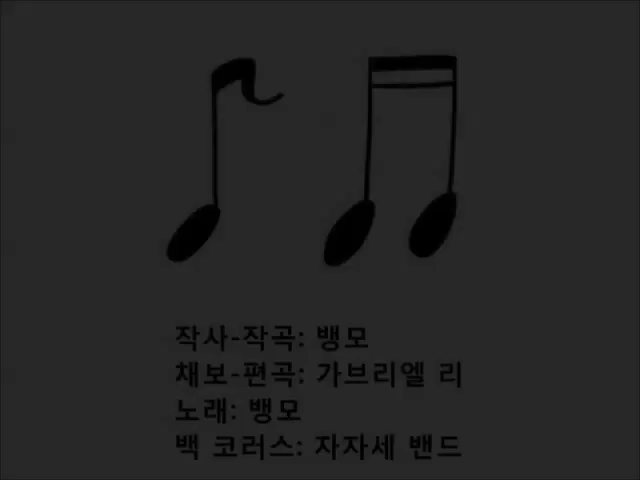 작사-작곡: 뱅모
채보-편곡: 가브리엘 리
노래: 뱅모
백 코러스: 자자세 밴드